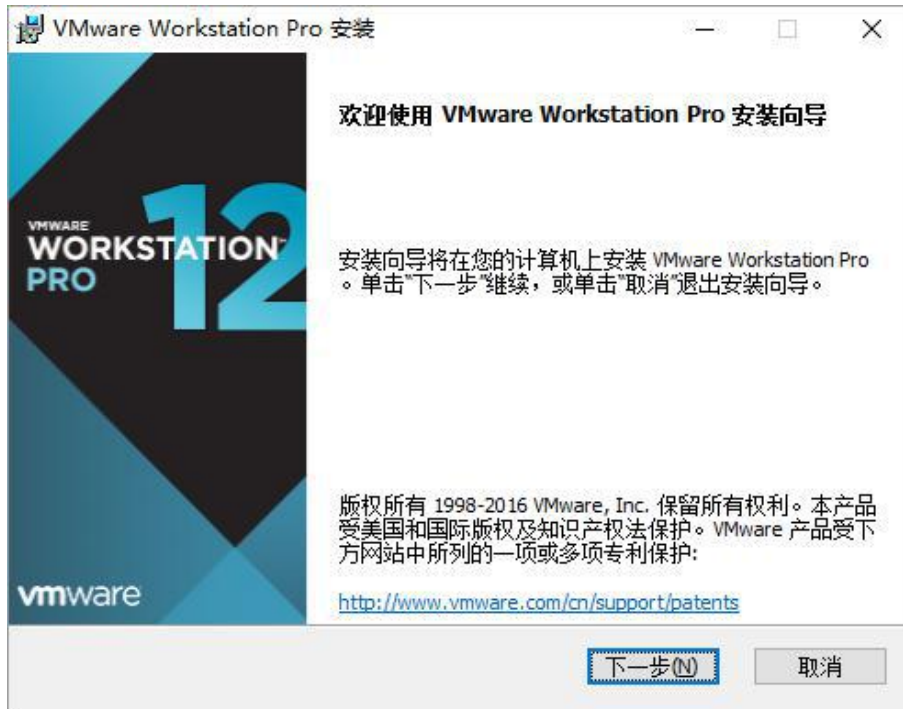 VMware Workstation Pro 安装
欢迎使用 VMware Workstation Pro 安装向导
12
VMWARE
WORKSTATION™
PRO
安装向导将在您的计算机上安装 VMware Workstation Pro
。单击"下一步"继续，或单击"取消"退出安装向导。
版权所有 1998-2016 VMware, Inc. 保留所有权利。本产品
受美国和国际版权及知识产权法保护。VMware 产品受下
方网站中所列的一项或多项专利保护:
http://www.vmware.com/cn/support/patents
vmware
下一步(N)
取消